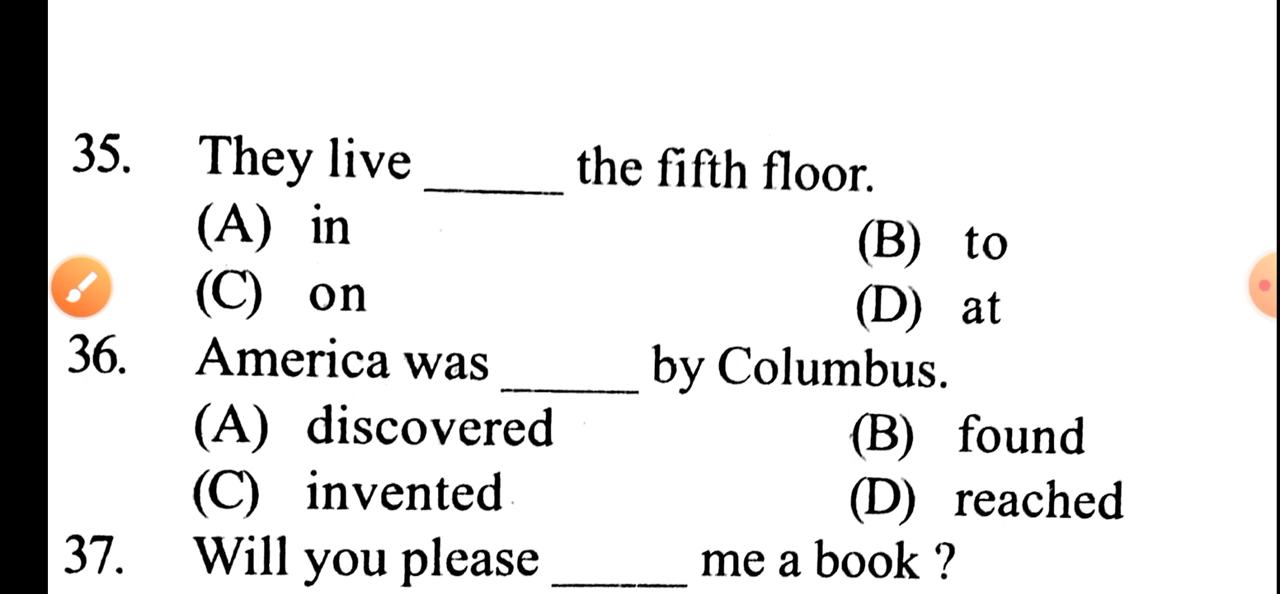 35. They live _____ the fifth floor.
(A) in (B) to
(C) on (D) at
36. America was _____ by Columbus.
(A) discovered (B) found
(C) invented (D) reached
37. Will you please _____ me a book ?